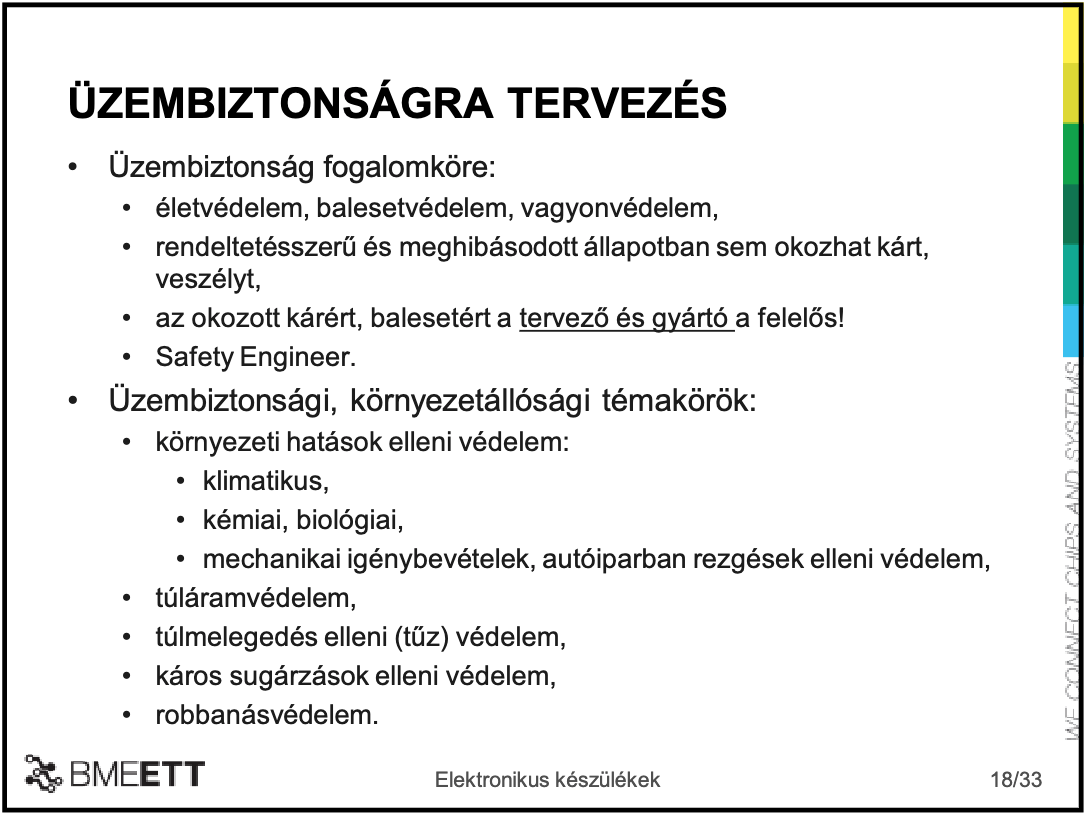 ÜZEMBIZTONSÁGRA TERVEZÉS
• Üzembiztonság fogalomköre:
• életvédelem, balesetvédelem, vagyonvédelem,
• rendeltetésszerű és meghibásodott állapotban sem okozhat kárt,
veszélyt,
• az okozott kárért, balesetért a tervező és gyártó a felelős!
• Safety Engineer.
• Üzembiztonsági, környezetállósági témakörök:
• környezeti hatások elleni védelem:
• klimatikus,
• kémiai, biológiai,
• mechanikai igénybevételek, autóiparban rezgések elleni védelem,
• túláramvédelem,
• túlmelegedés elleni (tűz) védelem,
• káros sugárzások elleni védelem,
• robbanásvédelem.
WE CONNECT CHIPS AND SYSTEMS
BMEETT
Elektronikus készülékek
18/33